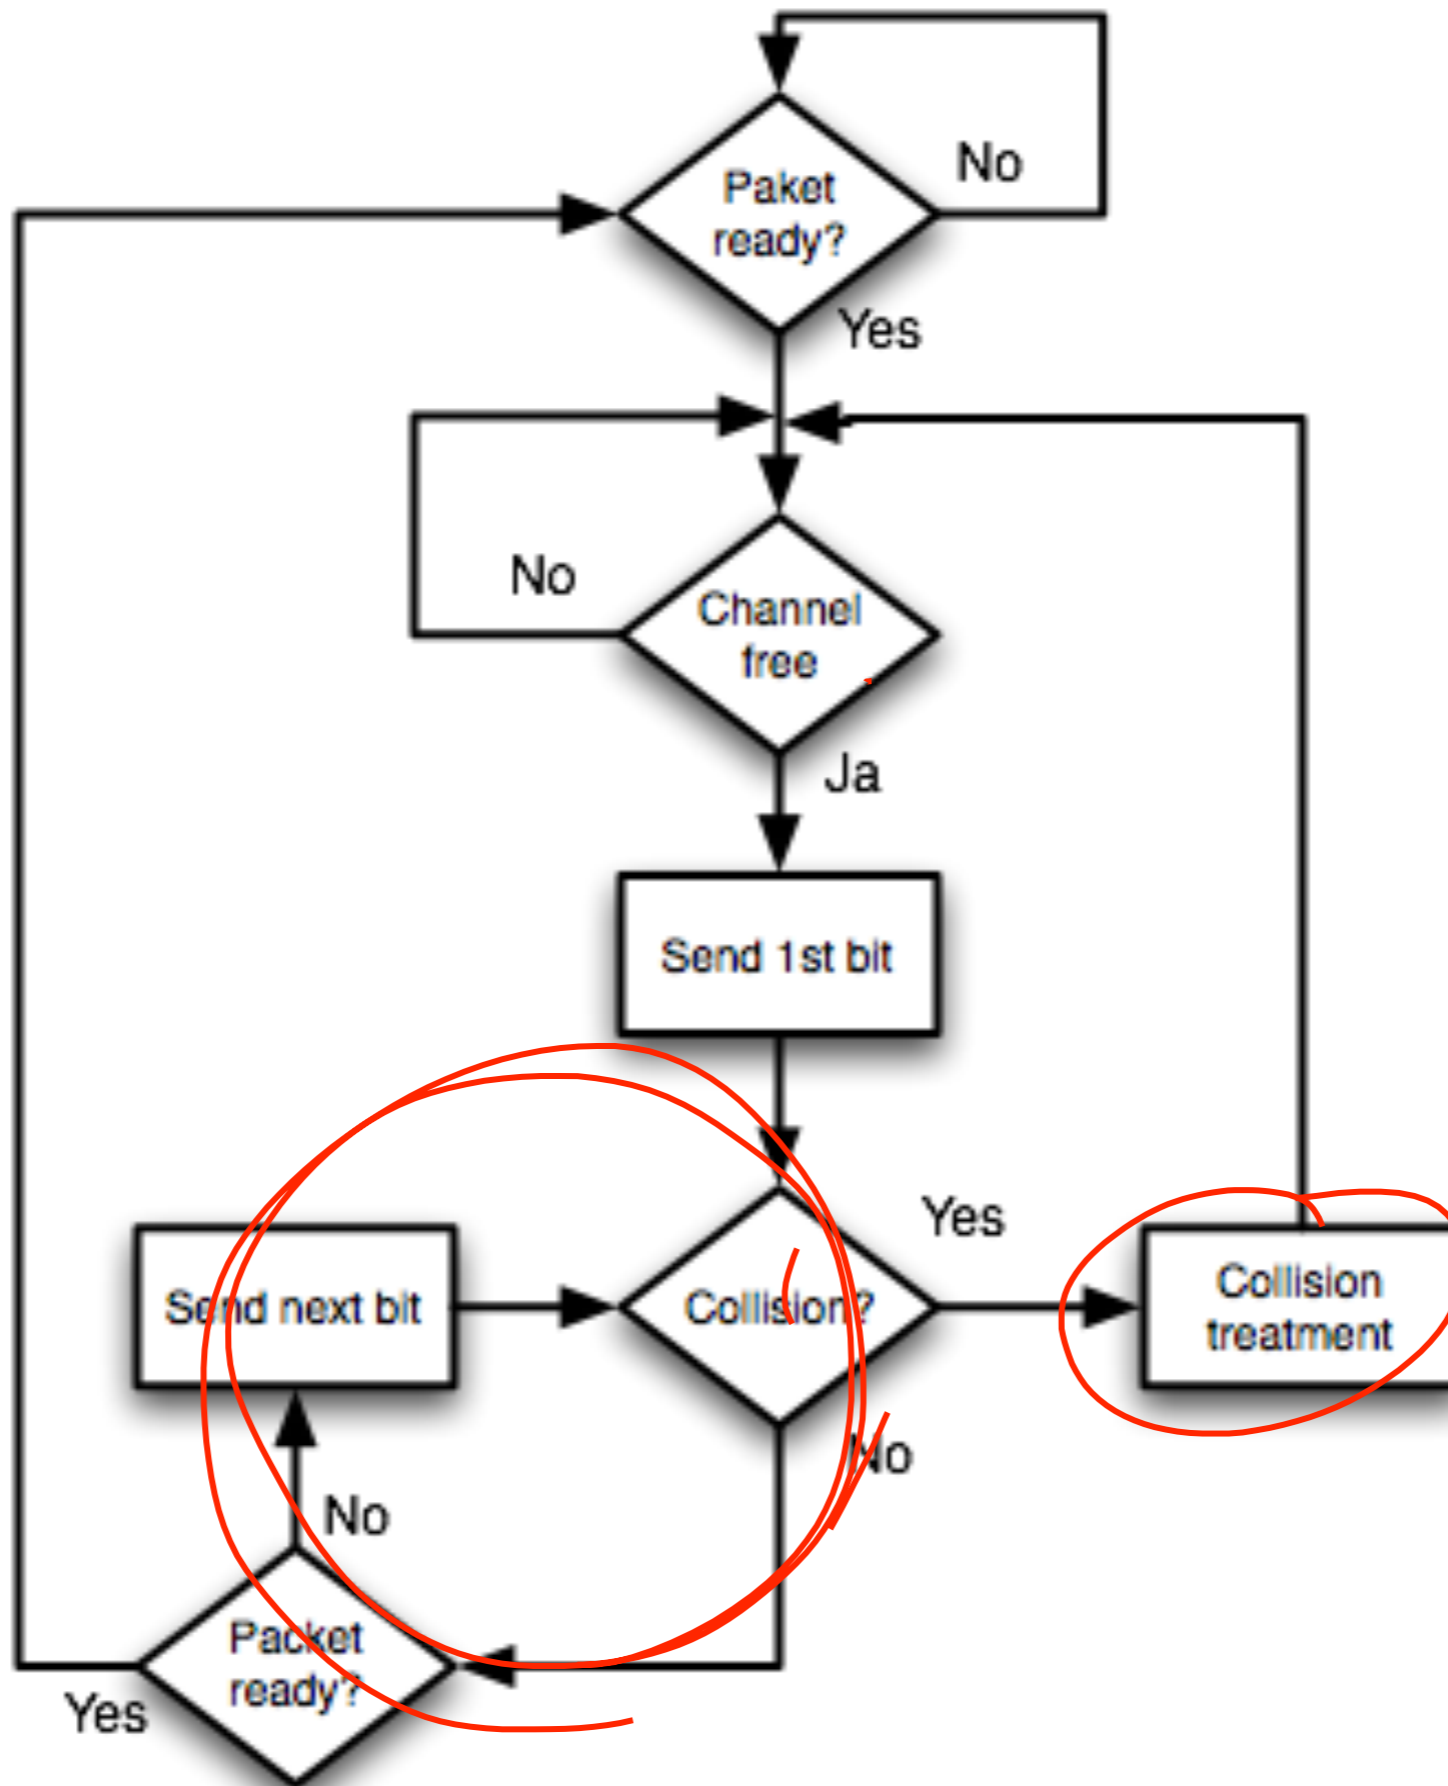 No
Paket
ready?
Yes
No
Channel
free
Ja
Send 1st bit
Yes
Send next bit
Collision?
Collision
treatment
No
No
Packet
ready?
Yes